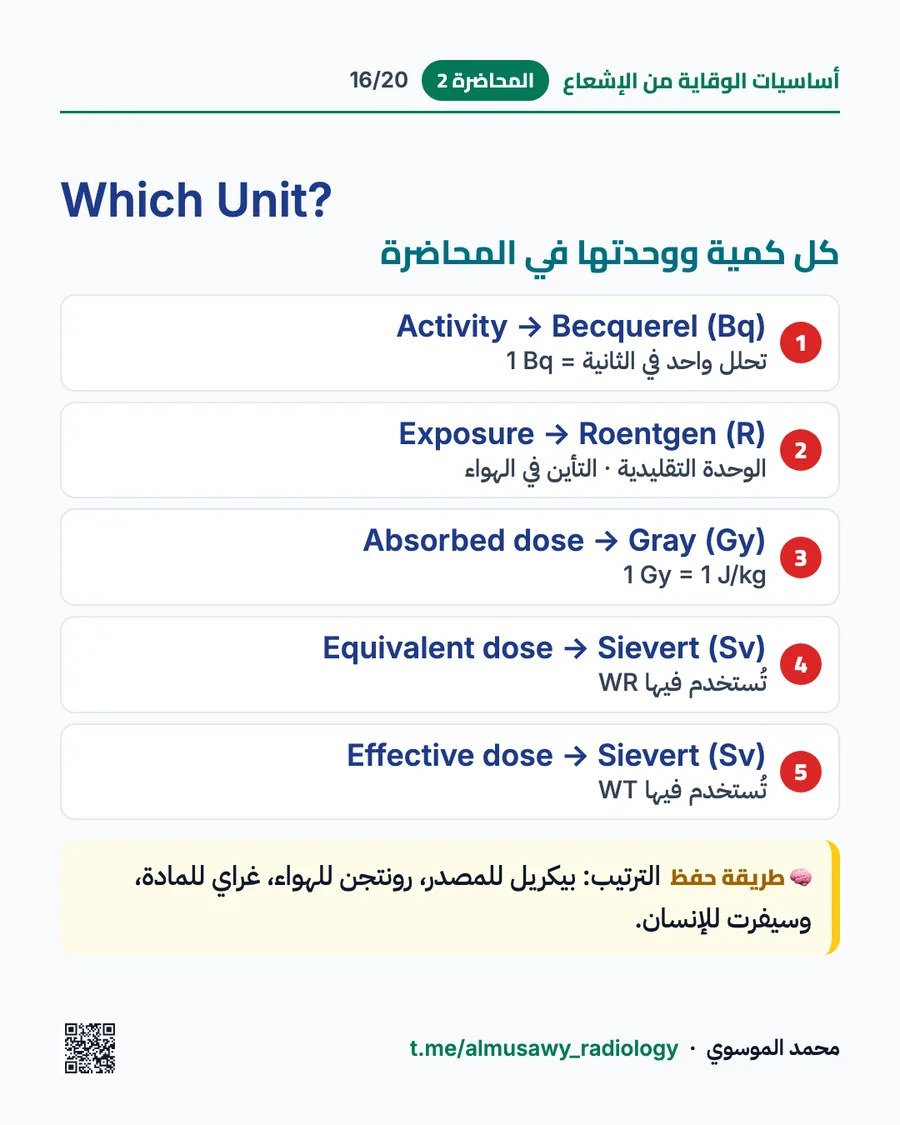 أساسيات الوقاية من الإشعاع المحاضرة 2 16/20
Which Unit?
كل كمية ووحدتها في المحاضرة
1 Activity → Becquerel (Bq)
تحلل واحد في الثانية = 1 Bq
2 Exposure → Roentgen (R)
الوحدة التقليدية · التأين في الهواء
3 Absorbed dose → Gray (Gy)
1 Gy = 1 J/kg
4 Equivalent dose → Sievert (Sv)
تُستخدم فيها WR
5 Effective dose → Sievert (Sv)
تُستخدم فيها WT
🧠 طريقة حفظ الترتيب: بيكريل للمصدر، رونتجن للهواء، غراي للمادة،
وسيفرت للإنسان.
محمد الموسوي · t.me/almusawy_radiology